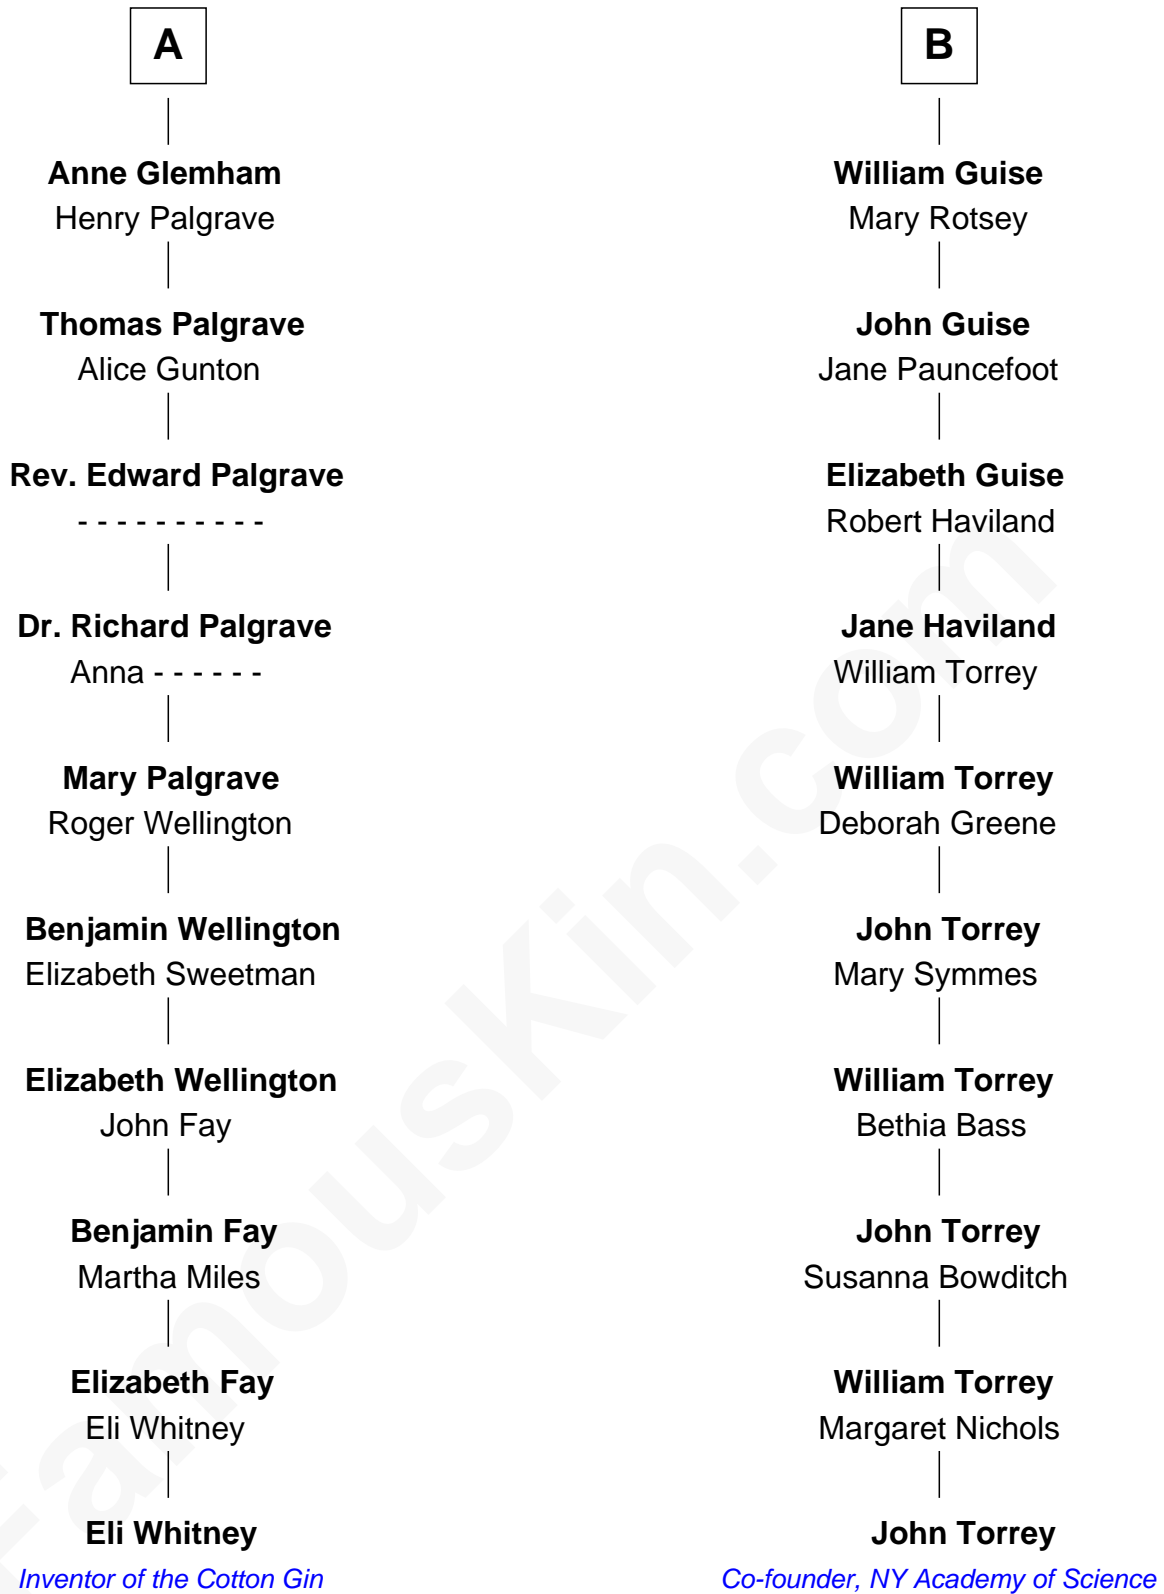 A
Anne Glemham
Henry Palgrave
Thomas Palgrave
Alice Gunton
Rev. Edward Palgrave
- - - - - - - - - -
Dr. Richard Palgrave
Anna - - - - - -
Mary Palgrave
Roger Wellington
Benjamin Wellington
Elizabeth Sweetman
Elizabeth Wellington
John Fay
Benjamin Fay
Martha Miles
Elizabeth Fay
Eli Whitney
Eli Whitney
Inventor of the Cotton Gin
B
William Guise
Mary Rotsey
John Guise
Jane Pauncefoot
Elizabeth Guise
Robert Haviland
Jane Haviland
William Torrey
William Torrey
Deborah Greene
John Torrey
Mary Symmes
William Torrey
Bethia Bass
John Torrey
Susanna Bowditch
William Torrey
Margaret Nichols
John Torrey
Co-founder, NY Academy of Science
FamousKin.com